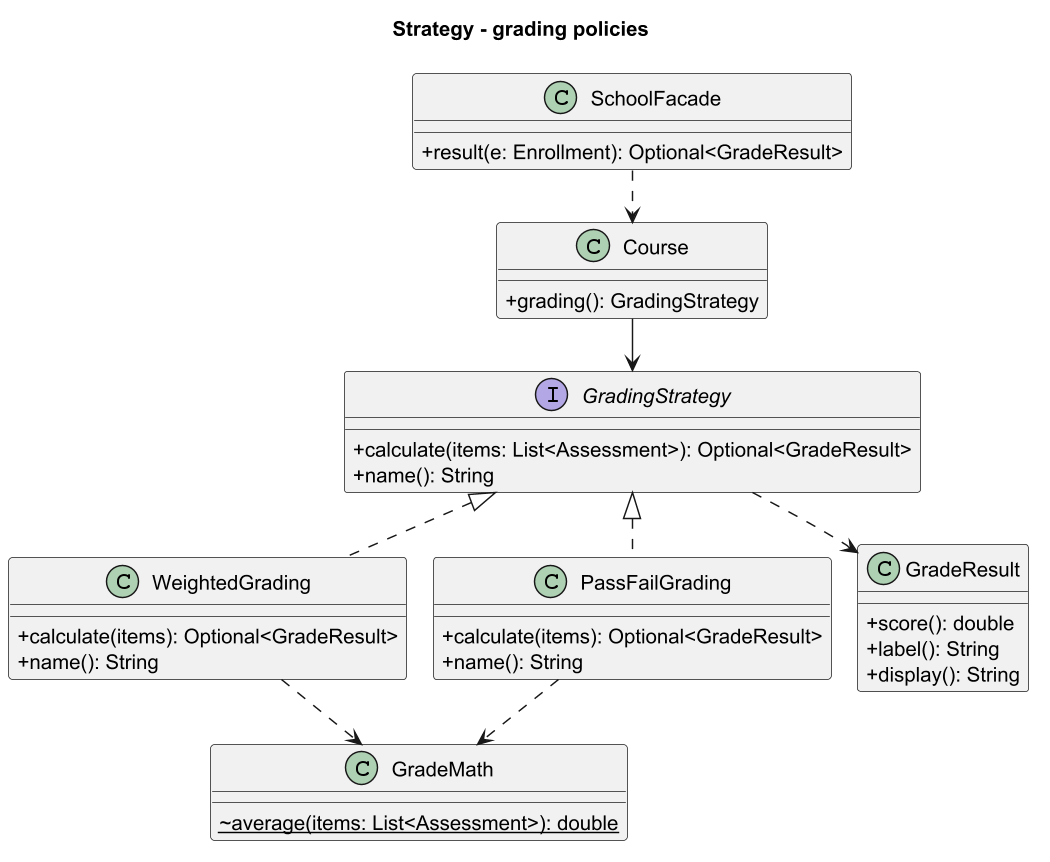 Strategy - grading policies
C SchoolFacade
+result(e: Enrollment): Optional<GradeResult>
C Course
+grading(): GradingStrategy
I GradingStrategy
+calculate(items: List<Assessment>): Optional<GradeResult>
+name(): String
C WeightedGrading
+calculate(items): Optional<GradeResult>
+name(): String
C PassFailGrading
+calculate(items): Optional<GradeResult>
+name(): String
C GradeResult
+score(): double
+label(): String
+display(): String
C GradeMath
~average(items: List<Assessment>): double